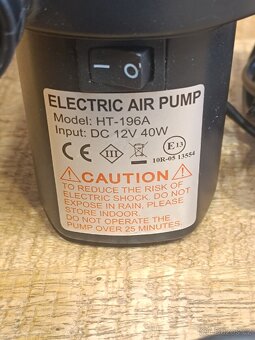 ELECTRIC AIR PUMP
Model: HT-196A
Input: DC 12V 40W
CE III E13
10R-05 13554
CAUTION
TO REDUCE THE RISK OF
ELECTRIC SHOCK. DO NOT
EXPOSE IN RAIN, PLEASE
STORE INDOOR.
DO NOT OPERATE THE
PUMP OVER 25 MINUTES.